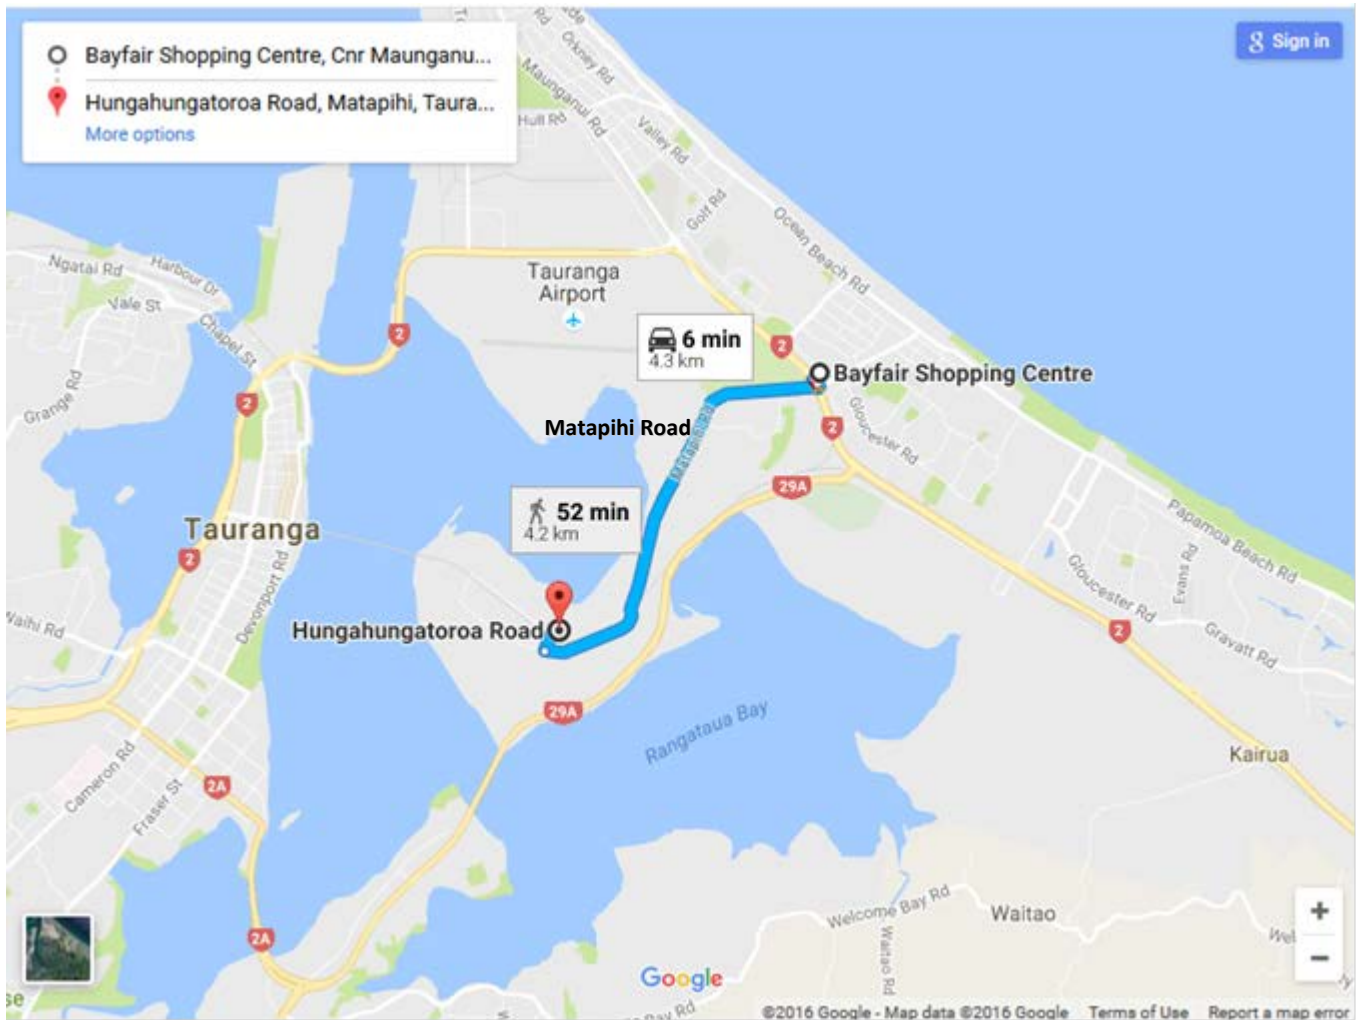 Bayfair Shopping Centre, Cnr Maunganu...
Hungahungatoroa Road, Matapihi, Taura...
More options
Sign in
Orkney Rd
Maunganui Rd
Hull Rd
Valley Rd
Golf Rd
Ocean Beach Rd
Ngatai Rd
Harbour Dr
Vale St
Chapel St
Grange Rd
Tauranga
Airport
2
2
2
6 min
4.3 km
Bayfair Shopping Centre
Matapihi Road
Matapihi Rd
Gloucester Rd
2
29A
52 min
4.2 km
Tauranga
2
Devonport Rd
Waihi Rd
Papamoa Beach Rd
Evans Rd
Gloucester Rd
Gravatt Rd
2
Hungahungatoroa Road
29A
Rangataua Bay
Kairua
Cameron Rd
Fraser St
2A
2A
Welcome Bay Rd
Waitao
Waitao Rd
Wel
+
−
Google
Bay Rd
©2016 Google - Map data ©2016 Google
Terms of Use
Report a map error